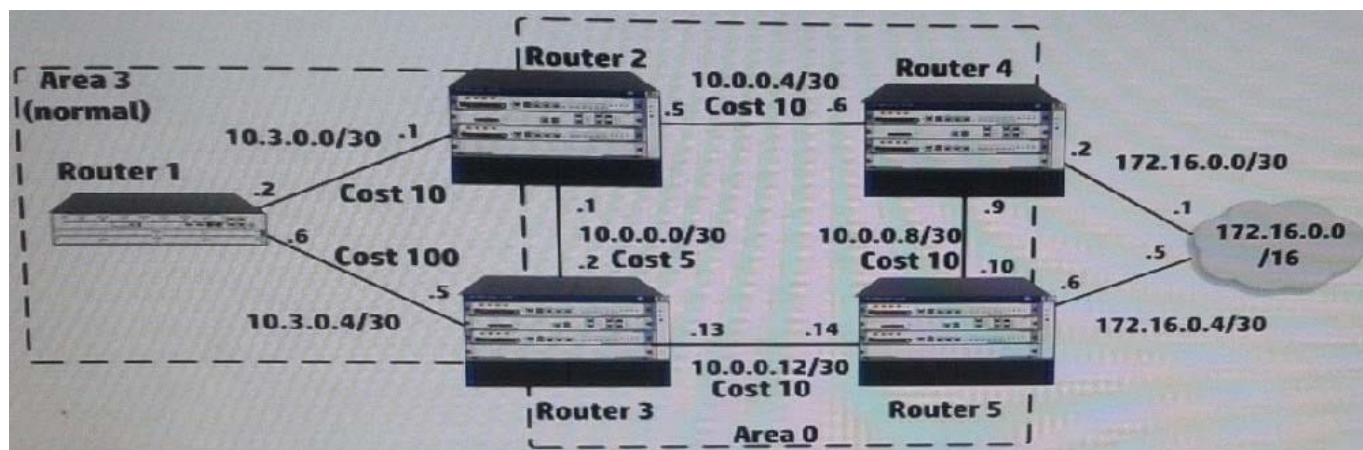 Area 3
(normal)
Router 2
Router 4
10.0.0.4/30
.5 Cost 10 .6
10.3.0.0/30 .1
Router 1
.2
Cost 10
.2
172.16.0.0/30
.1
10.0.0.0/30
.2 Cost 5
.9
10.0.0.8/30
Cost 10
.10
.1
172.16.0.0
/16
.5
.6
.6
Cost 100
.5
10.3.0.4/30
172.16.0.4/30
.13
.14
10.0.0.12/30
Cost 10
Router 3
Router 5
Area 0